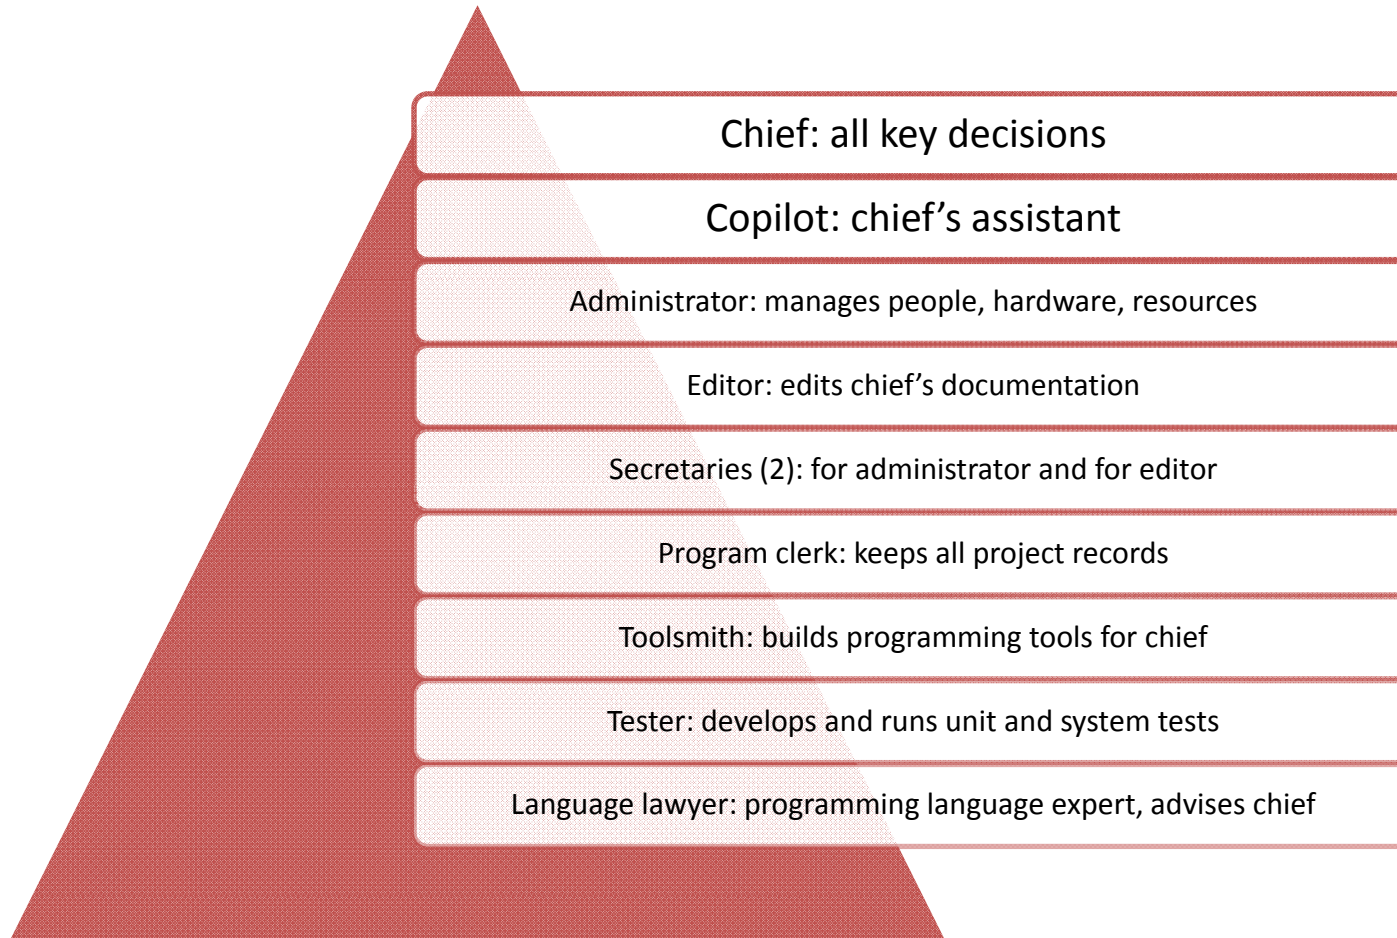 Chief: all key decisions
Copilot: chief’s assistant
Administrator: manages people, hardware, resources
Editor: edits chief’s documentation
Secretaries (2): for administrator and for editor
Program clerk: keeps all project records
Toolsmith: builds programming tools for chief
Tester: develops and runs unit and system tests
Language lawyer: programming language expert, advises chief